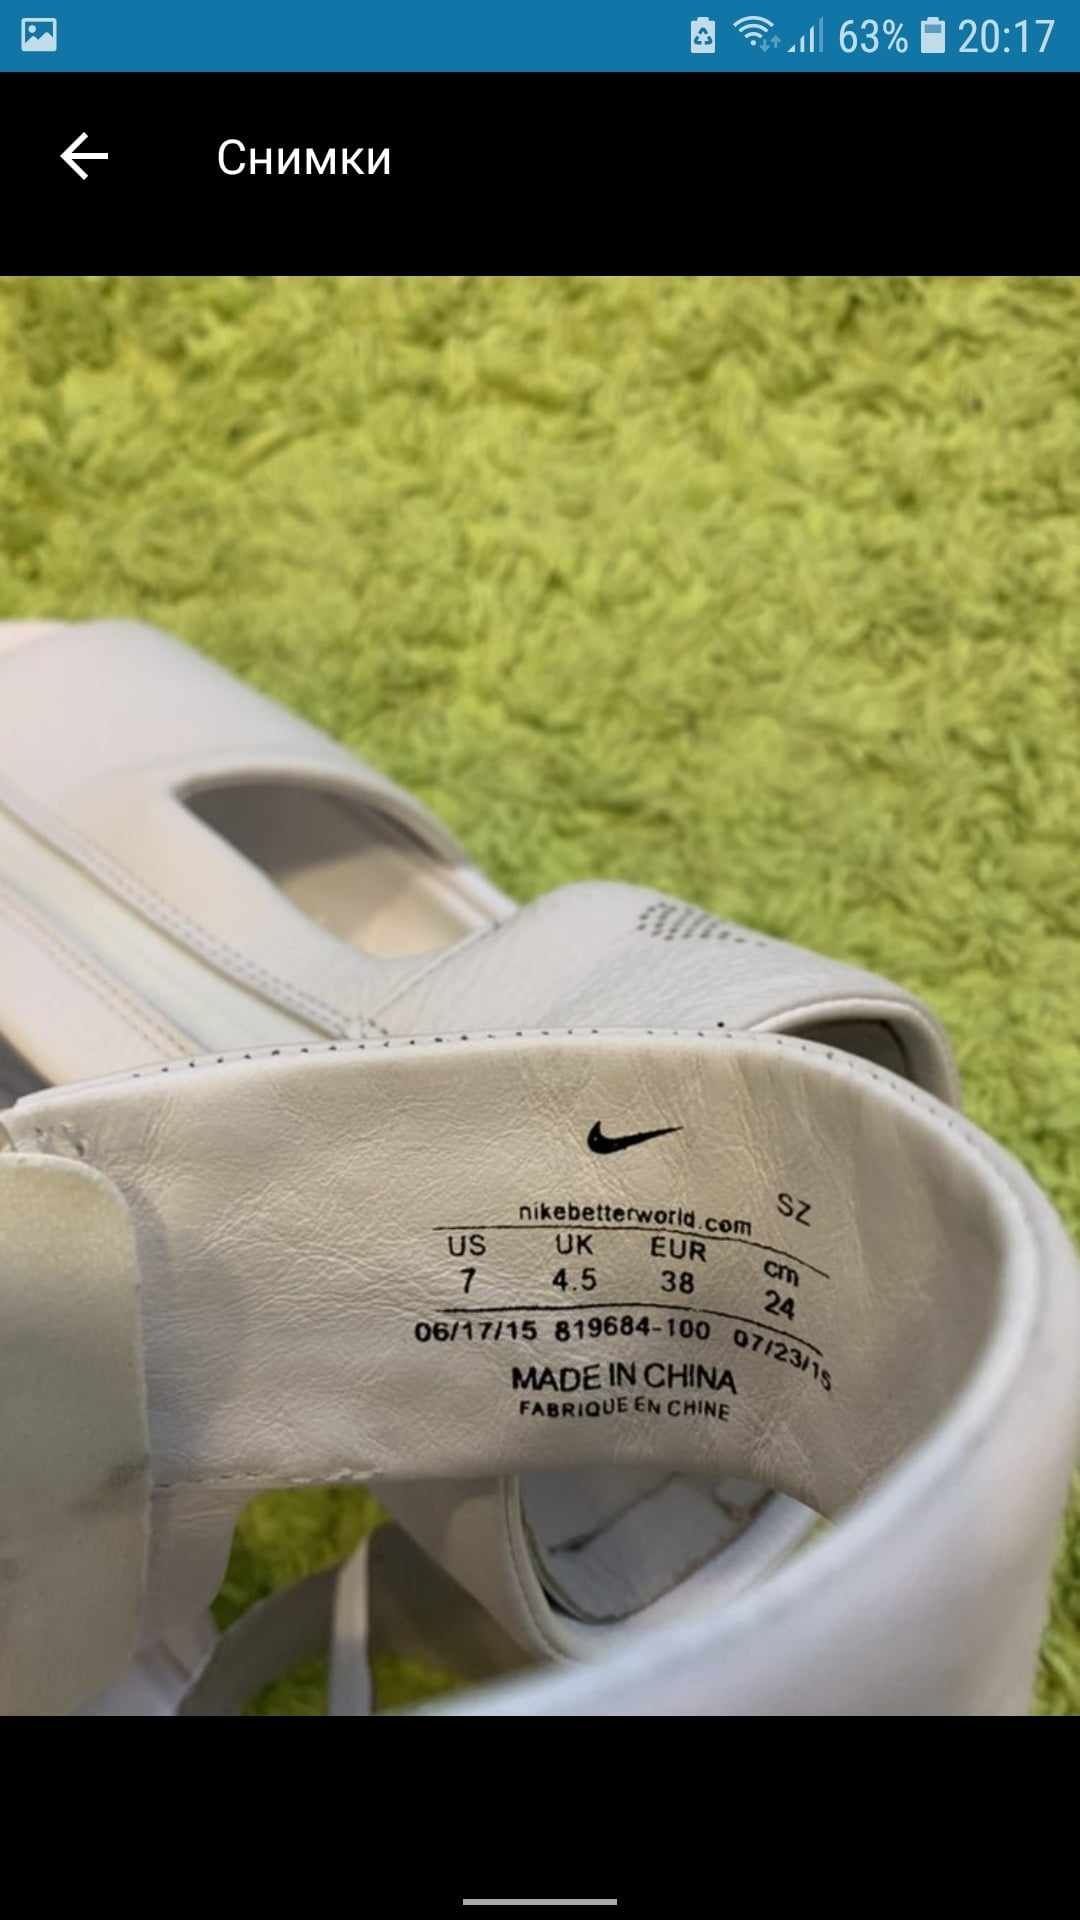 63% 20:17
Снимки
nikebetterworld.com SZ
US UK EUR cm
7 4.5 38 24
06/17/15 819684-100 07/23/15
MADE IN CHINA
FABRIQUE EN CHINE